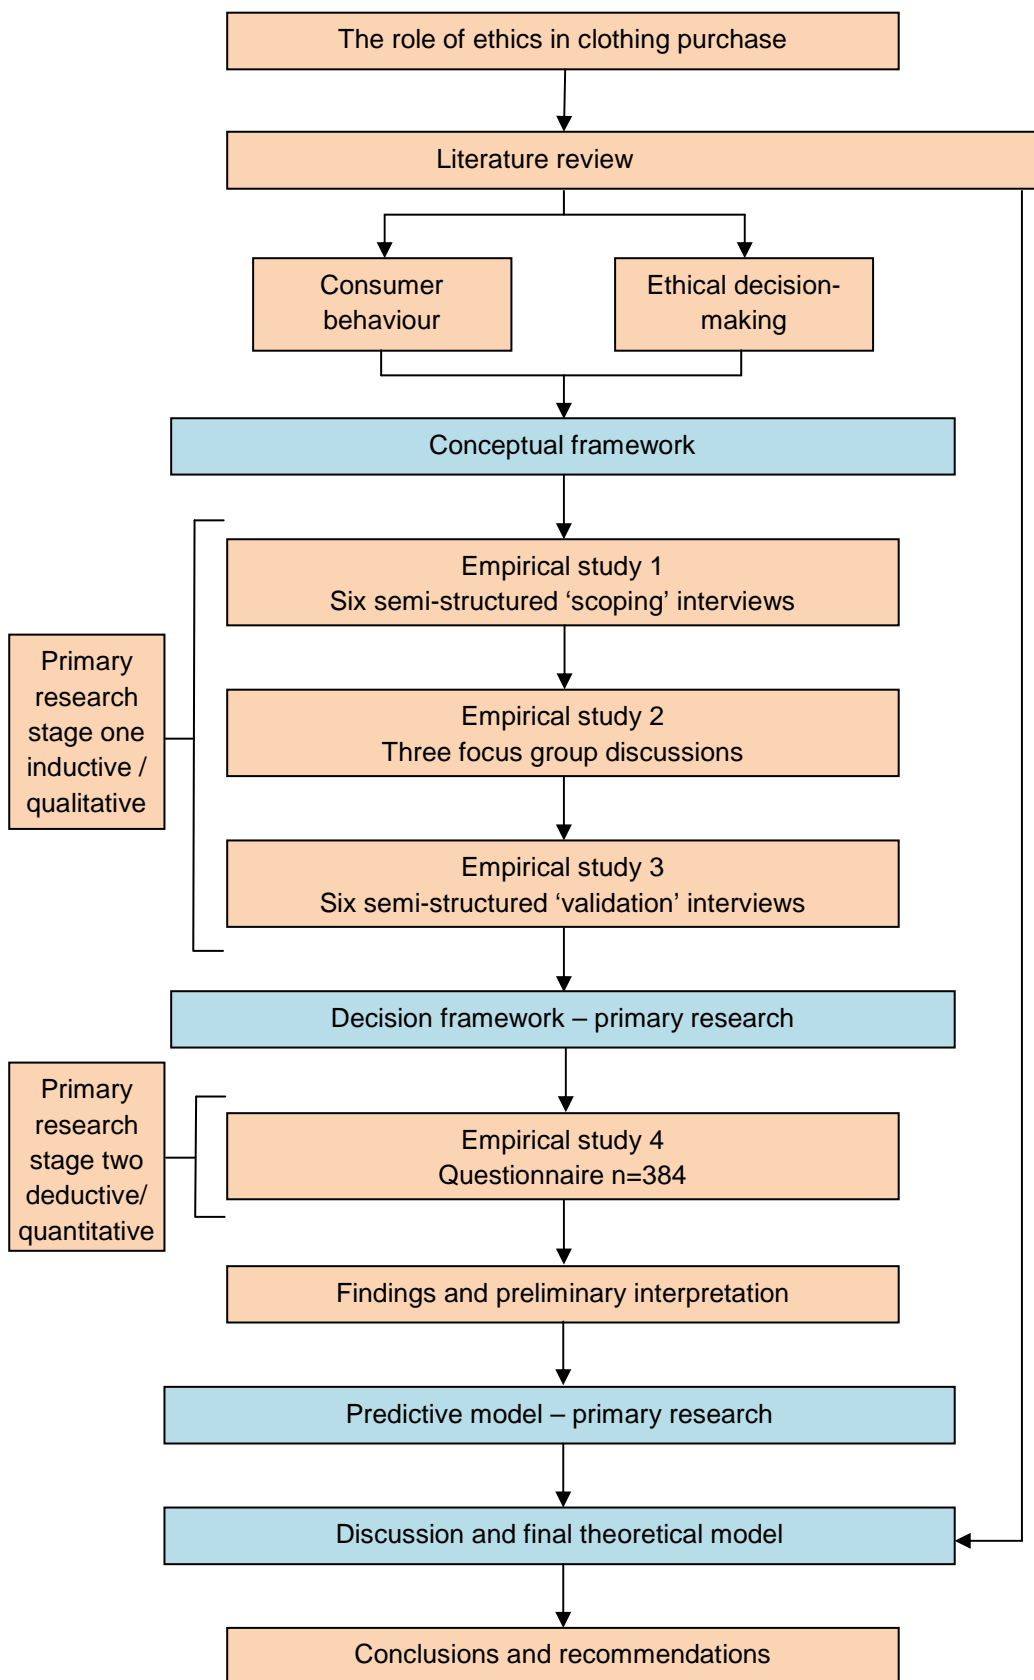 The role of ethics in clothing purchase
Literature review
Consumer
behaviour
Ethical decision-
making
Conceptual framework
Empirical study 1
Six semi-structured ‘scoping’ interviews
Primary
research
stage one
inductive /
qualitative
Empirical study 2
Three focus group discussions
Empirical study 3
Six semi-structured ‘validation’ interviews
Decision framework – primary research
Primary
research
stage two
deductive/
quantitative
Empirical study 4
Questionnaire n=384
Findings and preliminary interpretation
Predictive model – primary research
Discussion and final theoretical model
Conclusions and recommendations